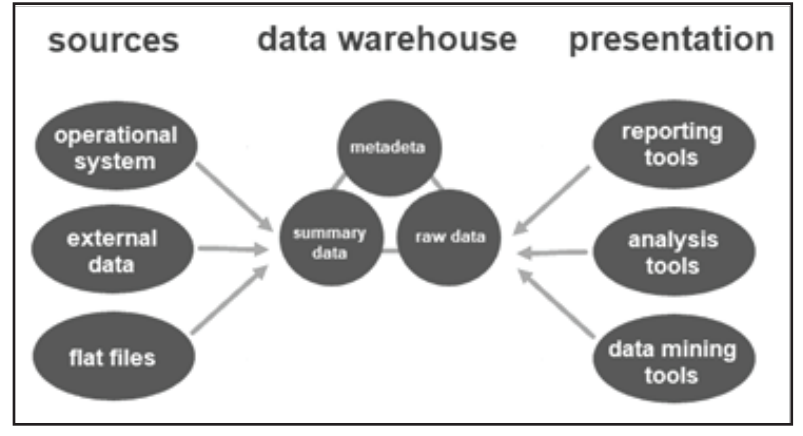 sources
data warehouse
presentation
operational
system
external
data
flat files
metadeta
summary
data
raw data
reporting
tools
analysis
tools
data mining
tools